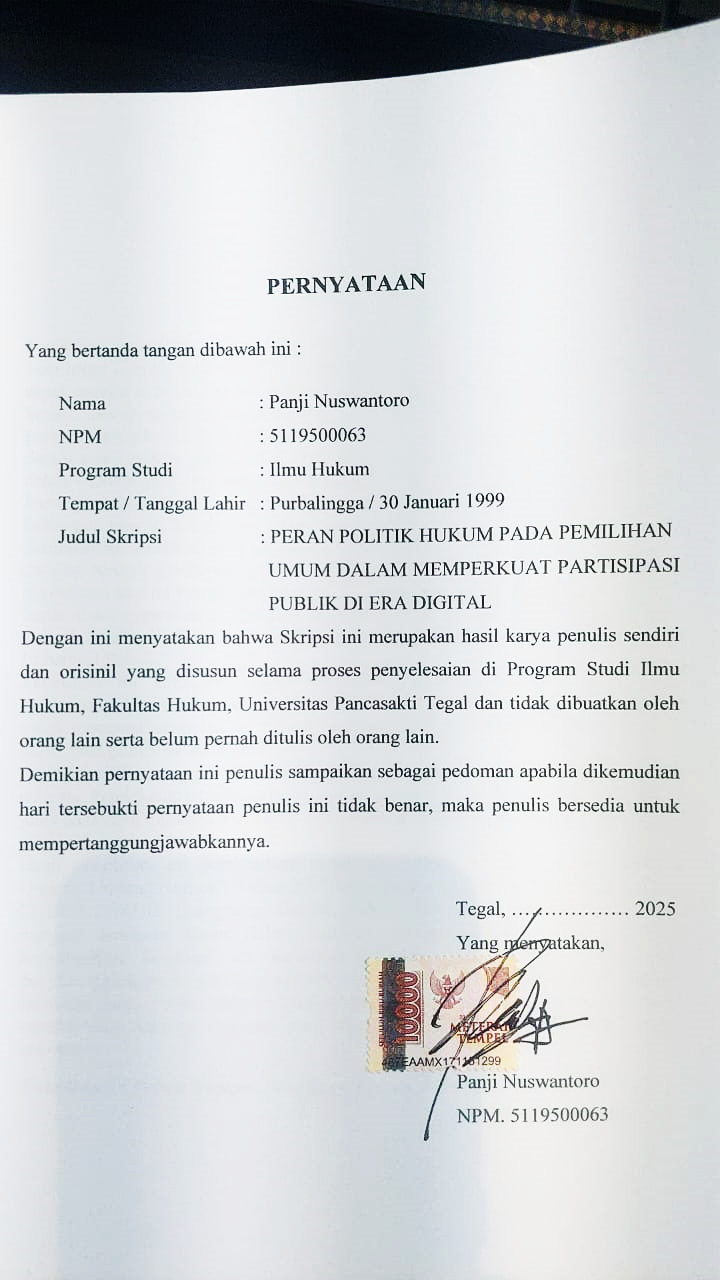 PERNYATAAN
Yang bertanda tangan dibawah ini :
Nama : Panji Nuswantoro
NPM : 5119500063
Program Studi : Ilmu Hukum
Tempat / Tanggal Lahir : Purbalingga / 30 Januari 1999
Judul Skripsi : PERAN POLITIK HUKUM PADA PEMILIHAN
UMUM DALAM MEMPERKUAT PARTISIPASI
PUBLIK DI ERA DIGITAL
Dengan ini menyatakan bahwa Skripsi ini merupakan hasil karya penulis sendiri
dan orisinil yang disusun selama proses penyelesaian di Program Studi Ilmu
Hukum, Fakultas Hukum, Universitas Pancasakti Tegal dan tidak dibuatkan oleh
orang lain serta belum pernah ditulis oleh orang lain.
Demikian pernyataan ini penulis sampaikan sebagai pedoman apabila dikemudian
hari tersebukti pernyataan penulis ini tidak benar, maka penulis bersedia untuk
mempertanggungjawabkannya.
Tegal, .................. 2025
Yang menyatakan,
10000
METERAI
TEMPEL
Panji Nuswantoro
NPM. 5119500063